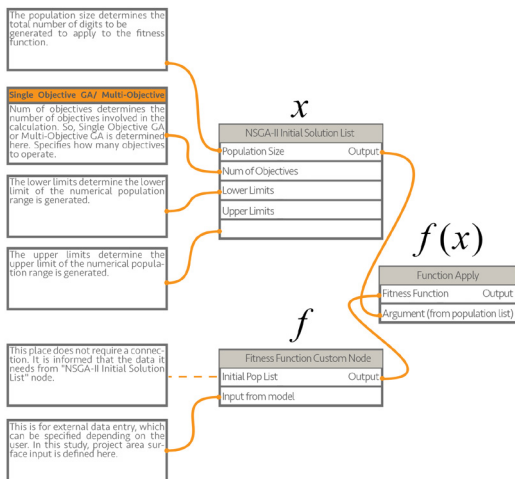 The population size determines the
total number of digits to be
generated to apply to the fitness
function.
Single Objective GA/ Multi-Objective
Num of objectives determines the
number of objectives involved in the
calculation. So, Single Objective GA
or Multi-Objective GA is determined
here. Specifies how many objectives
to operate.
The lower limits determine the lower
limit of the numerical population
range is generated.
The upper limits determine the
upper limit of the numerical popula-
tion range is generated.
x
NSGA-II Initial Solution List
Population Size Output
Num of Objectives
Lower Limits
Upper Limits
f(x)
Function Apply
Fitness Function Output
Argument (from population list)
f
Fitness Function Custom Node
Initial Pop List Output
Input from model
This place does not require a connec-
tion. It is informed that the data it
needs from "NSGA-II Initial Solution
List" node.
This is for external data entry, which
can be specified depending on the
user. In this study, project area sur-
face input is defined here.